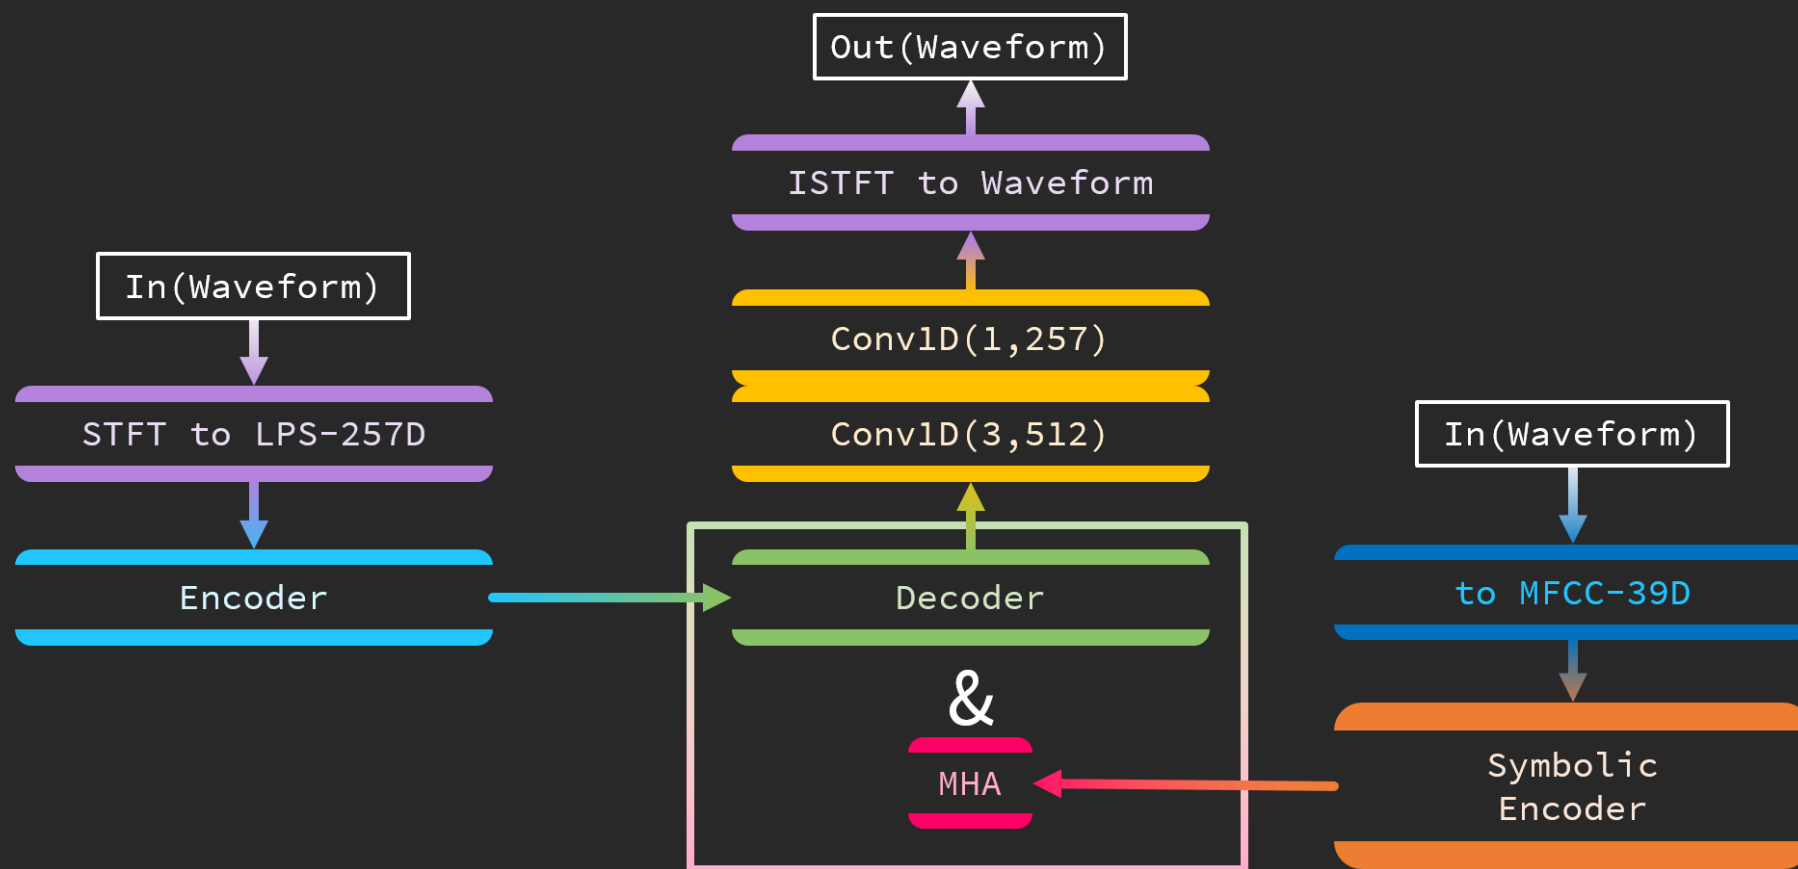 Out(Waveform)
ISTFT to Waveform
In(Waveform)
Conv1D(1,257)
STFT to LPS-257D
Conv1D(3,512)
In(Waveform)
Encoder
Decoder
to MFCC-39D
&
MHA
Symbolic
Encoder